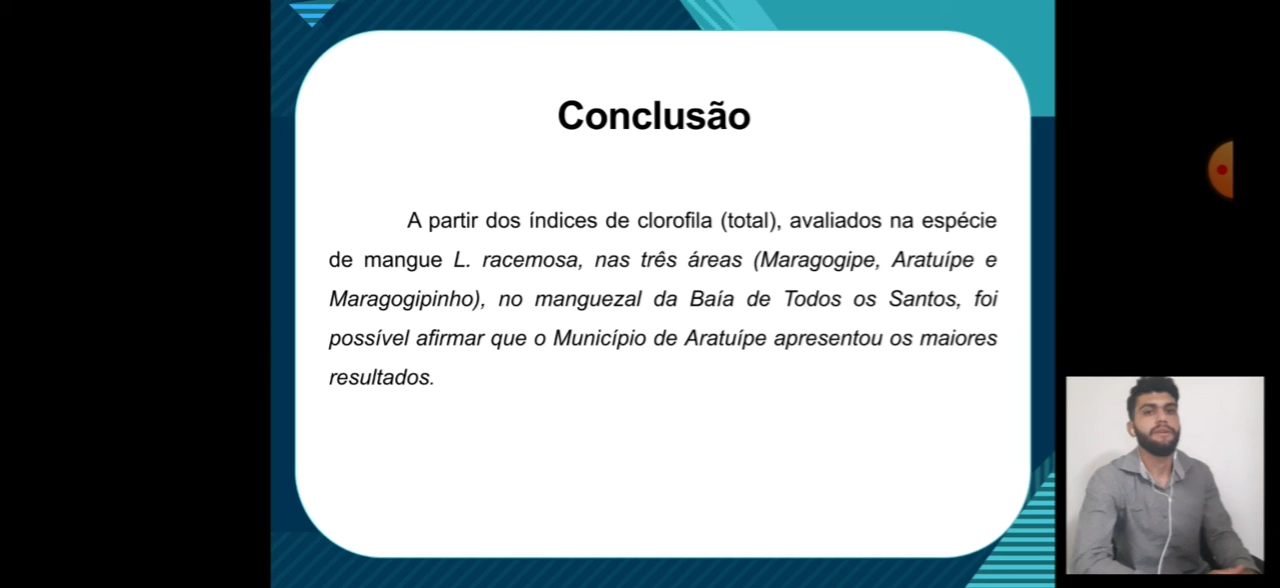 Conclusão
A partir dos índices de clorofila (total), avaliados na espécie
de mangue L. racemosa, nas três áreas (Maragogipe, Aratuípe e
Maragogipinho), no manguezal da Baía de Todos os Santos, foi
possível afirmar que o Município de Aratuípe apresentou os maiores
resultados.